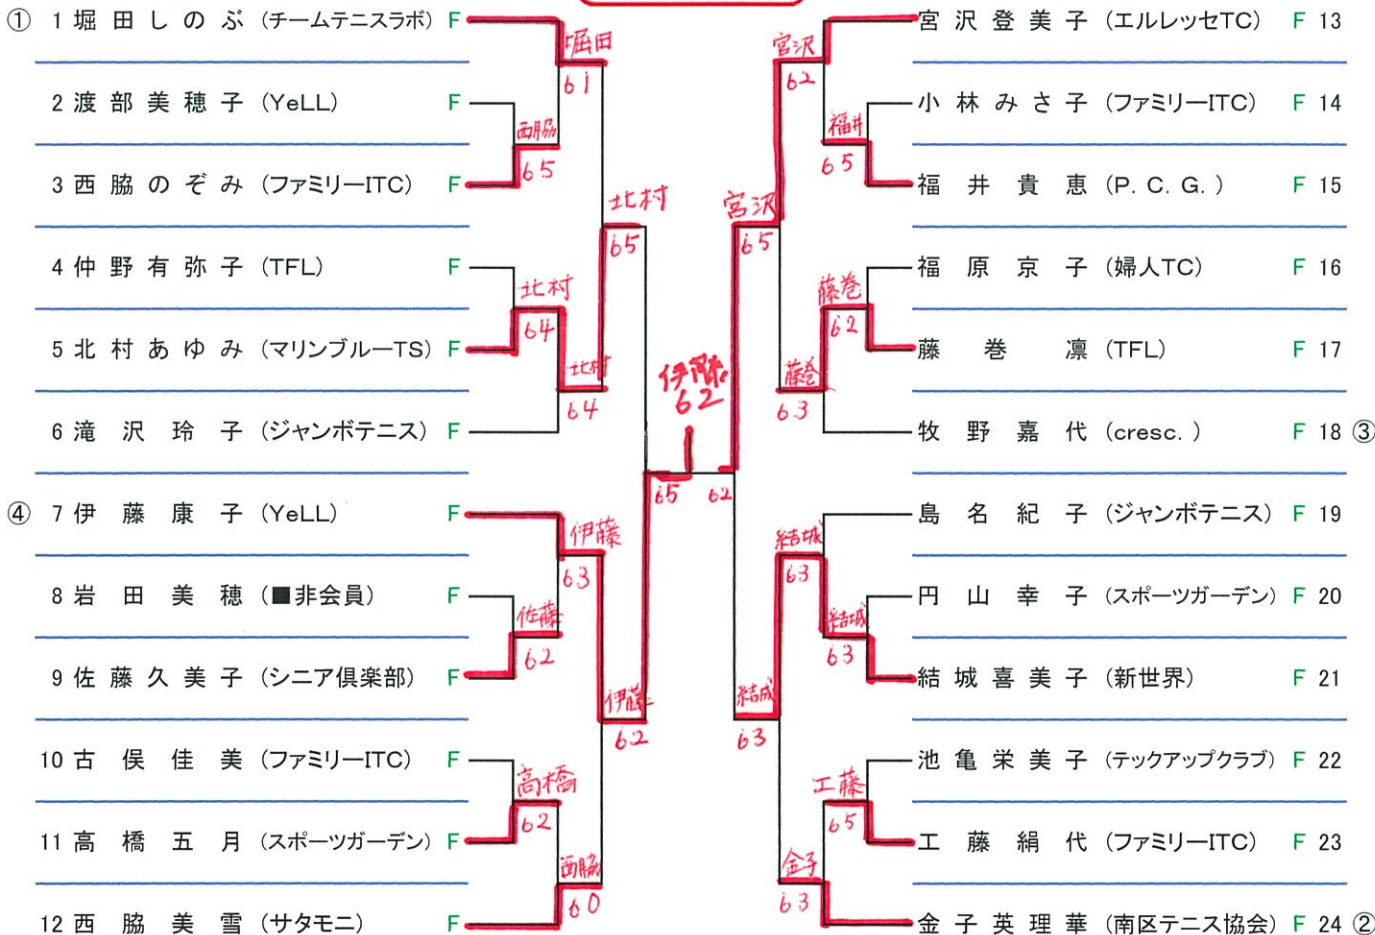 ① 1 堀田しのぶ (チームテニスラボ) F
2 渡部美穂子 (YeLL) F
3 西脇のぞみ (ファミリーITC) F
4 仲野有弥子 (TFL) F
5 北村あゆみ (マリンブルーTS) F
6 滝沢玲子 (ジャンボテニス) F
④ 7 伊藤康子 (YeLL) F
8 岩田美穂 (■非会員) F
9 佐藤久美子 (シニア倶楽部) F
10 古俣佳美 (ファミリーITC) F
11 高橋五月 (スポーツガーデン) F
12 西脇美雪 (サタモニ) F
堀田
61
西脇
65
北村
65
北村
64
北村
64
伊藤
63
佐藤
62
伊藤
62
高橋
62
西脇
60
伊藤
62
65 62
宮沢
62
福井
65
宮沢
65
藤巻
62
藤巻
63
結城
63
結城
63
結城
63
工藤
65
金子
63
宮沢登美子 (エルレッセTC) F 13
小林みさ子 (ファミリーITC) F 14
福井貴恵 (P.C.G.) F 15
福原京子 (婦人TC) F 16
藤巻凛 (TFL) F 17
牧野嘉代 (cresc.) F 18 ③
島名紀子 (ジャンボテニス) F 19
円山幸子 (スポーツガーデン) F 20
結城喜美子 (新世界) F 21
池亀栄美子 (テックアップクラブ) F 22
工藤絹代 (ファミリーITC) F 23
金子英理華 (南区テニス協会) F 24 ②